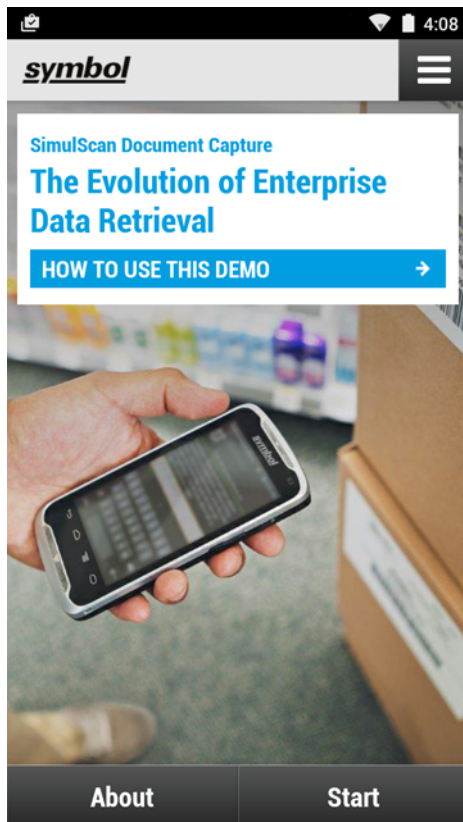 4:08
symbol
SimulScan Document Capture
The Evolution of Enterprise
Data Retrieval
HOW TO USE THIS DEMO
symbol
About
Start